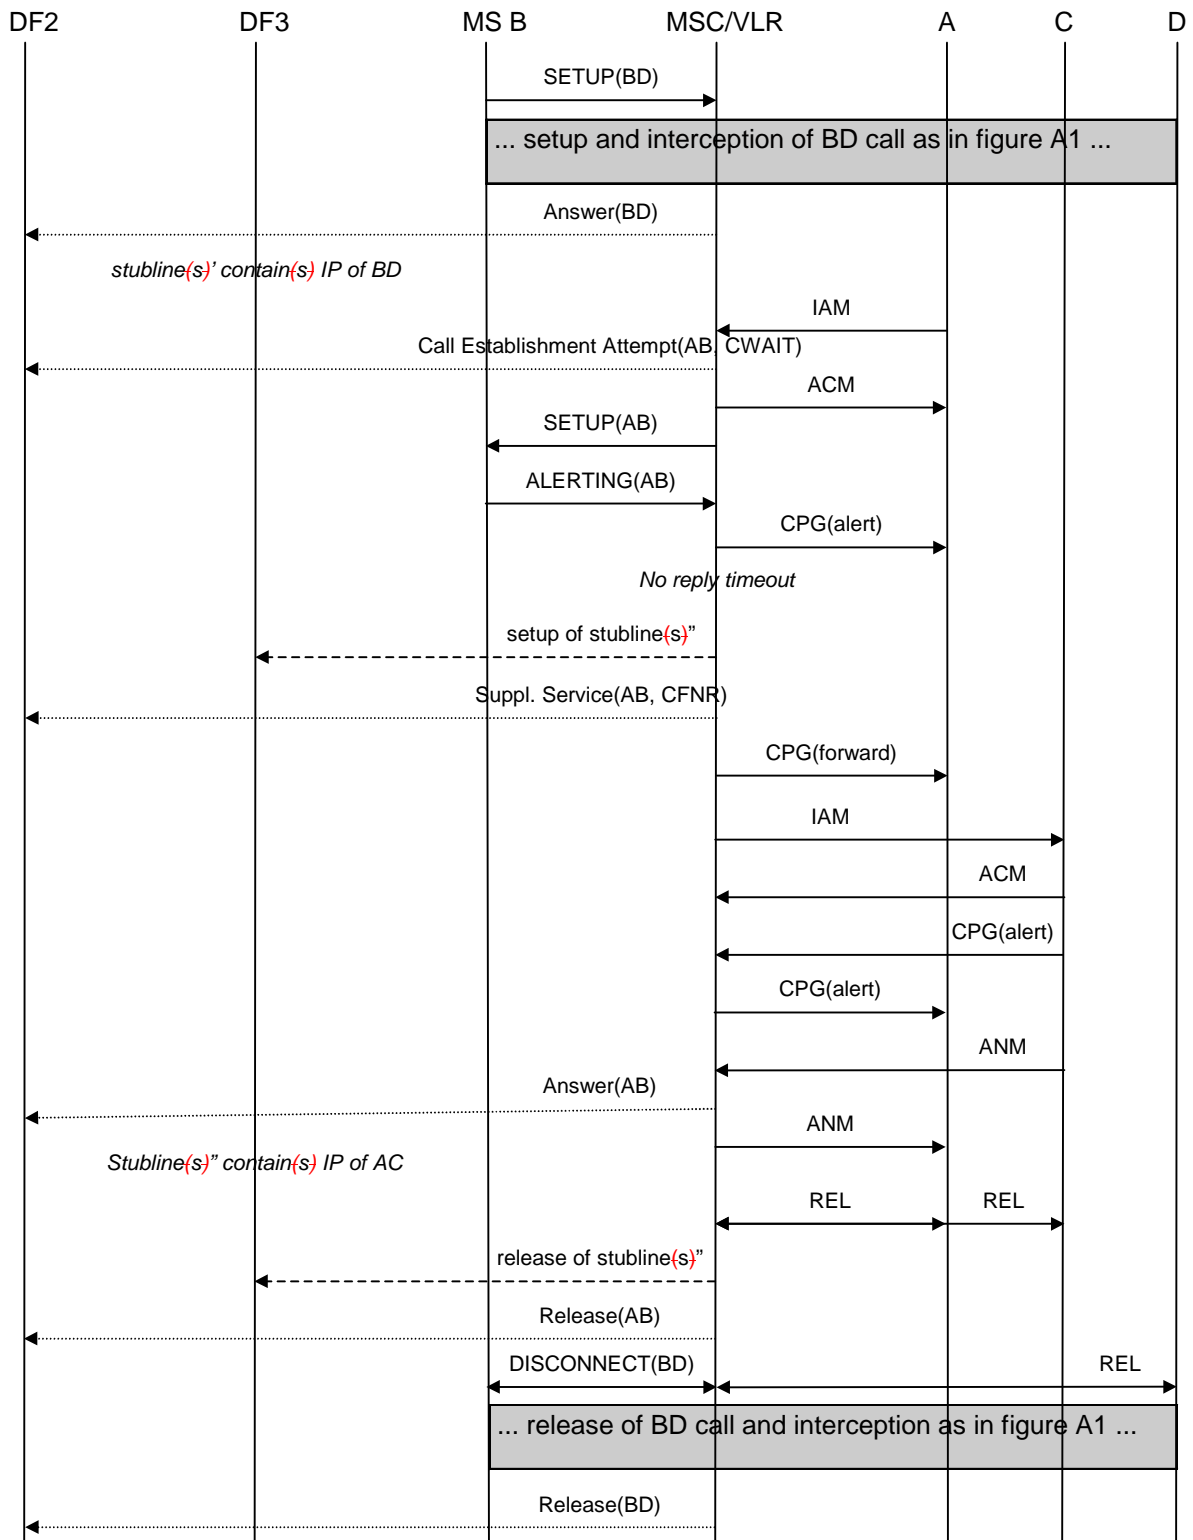 DF2 DF3 MS B MSC/VLR A C D
SETUP(BD)
... setup and interception of BD call as in figure A1 ...
Answer(BD)
stubline(s)’ contain(s) IP of BD
IAM
Call Establishment Attempt(AB, CWAIT)
ACM
SETUP(AB)
ALERTING(AB)
CPG(alert)
No reply timeout
setup of stubline(s)”
Suppl. Service(AB, CFNR)
CPG(forward)
IAM
ACM
CPG(alert)
CPG(alert)
ANM
Answer(AB)
ANM
Stubline(s)” contain(s) IP of AC
REL REL
release of stubline(s)”
Release(AB)
DISCONNECT(BD) REL
... release of BD call and interception as in figure A1 ...
Release(BD)